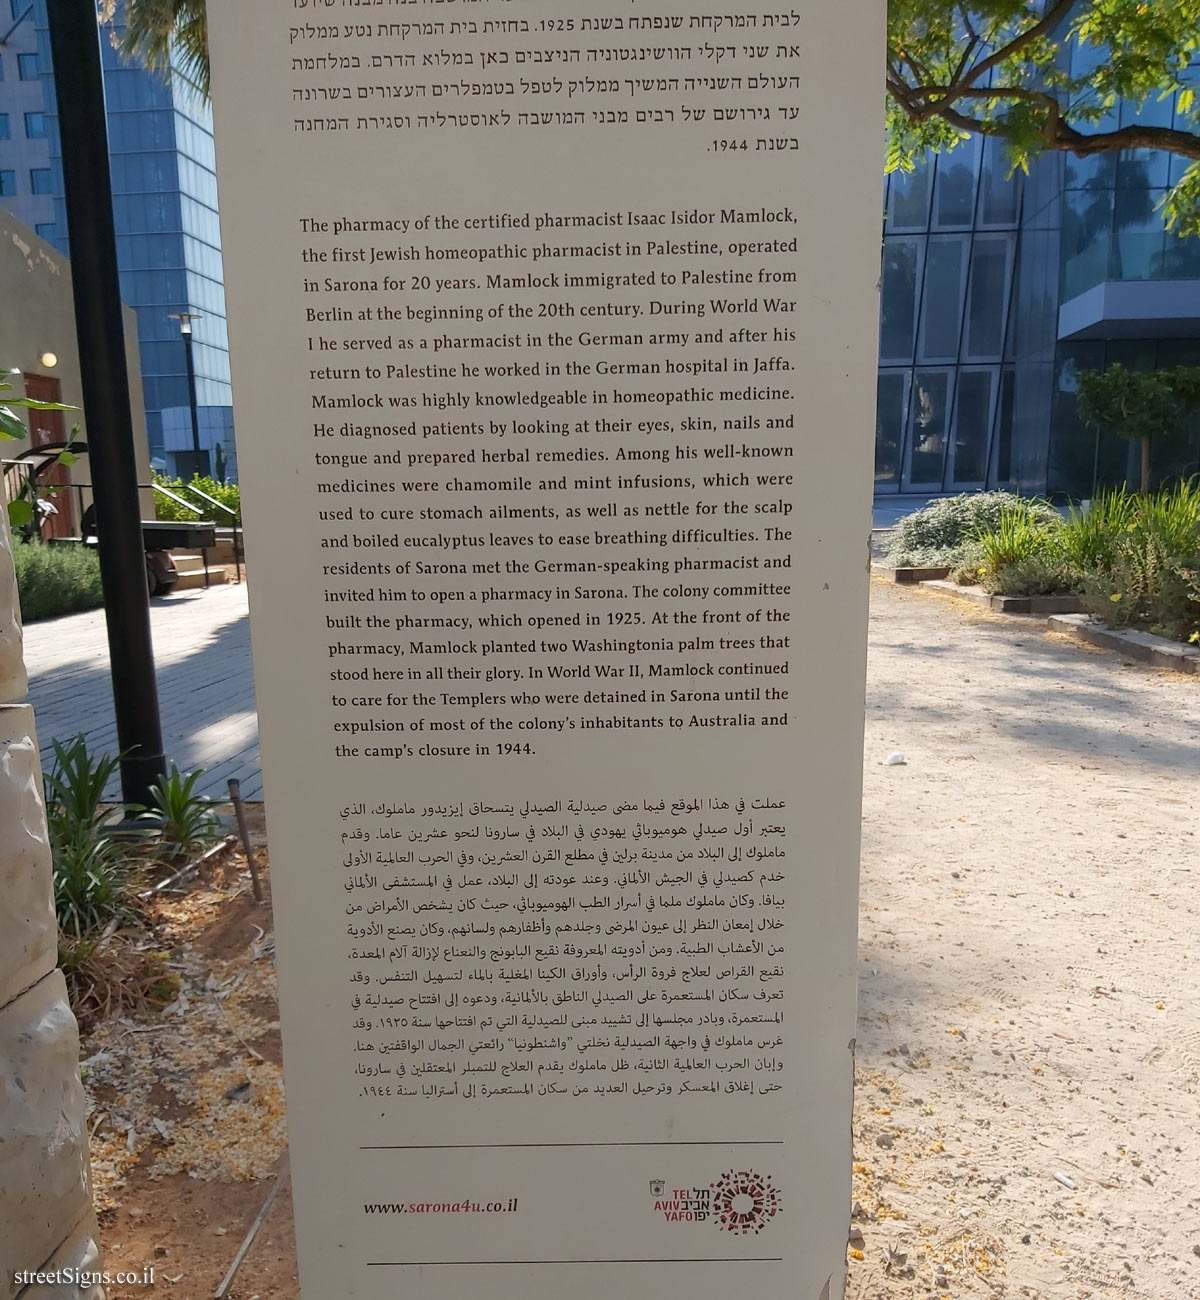 לבית המרקחת שנפתח בשנת 1925. בחזית בית המרקחת נטע ממלוק
את שני דקלי הוושינגטוניה הניצבים כאן במלוא הדרם. במלחמת
העולם השנייה המשיך ממלוק לטפל בטמפלרים העצורים בשרונה
עד גירושם של רבים מבני המושבה לאוסטרליה וסגירת המחנה
בשנת 1944.
The pharmacy of the certified pharmacist Isaac Isidor Mamlock,
the first Jewish homeopathic pharmacist in Palestine, operated
in Sarona for 20 years. Mamlock immigrated to Palestine from
Berlin at the beginning of the 20th century. During World War
I he served as a pharmacist in the German army and after his
return to Palestine he worked in the German hospital in Jaffa.
Mamlock was highly knowledgeable in homeopathic medicine.
He diagnosed patients by looking at their eyes, skin, nails and
tongue and prepared herbal remedies. Among his well-known
medicines were chamomile and mint infusions, which were
used to cure stomach ailments, as well as nettle for the scalp
and boiled eucalyptus leaves to ease breathing difficulties. The
residents of Sarona met the German-speaking pharmacist and
invited him to open a pharmacy in Sarona. The colony committee
built the pharmacy, which opened in 1925. At the front of the
pharmacy, Mamlock planted two Washingtonia palm trees that
stood here in all their glory. In World War II, Mamlock continued
to care for the Templers who were detained in Sarona until the
expulsion of most of the colony's inhabitants to Australia and
the camp's closure in 1944.
عملت في هذا الموقع فيما مضى صيدلية الصيدلي يتسحاق إيزيدور ماملوك، الذي
يعتبر أول صيدلي هوميوباثي يهودي في البلاد في سارونا لنحو عشرين عاما. وقدم
ماملوك إلى البلاد من مدينة برلين في مطلع القرن العشرين، وفي الحرب العالمية الأولى
خدم كصيدلي في الجيش الألماني. وعند عودته إلى البلاد، عمل في المستشفى الألماني
بيافا. وكان ماملوك ملما في أسرار الطب الهوميوباثي، حيث كان يشخص الأمراض من
خلال إمعان النظر إلى عيون المرضى وجلدهم وأظفارهم ولسانهم، وكان يصنع الأدوية
من الأعشاب الطبية. ومن أدويته المعروفة نقيع البابونج والنعناع لإزالة آلام المعدة،
نقيع القراص لعلاج فروة الرأس، وأوراق الكينا المغلية بالماء لتسهيل التنفس. وقد
تعرف سكان المستعمرة على الصيدلي الناطق بالألمانية، ودعوه إلى افتتاح صيدلية في
المستعمرة، وبادر مجلسها إلى تشييد مبنى للصيدلية التي تم افتتاحها سنة ١٩٢٥. وقد
غرس ماملوك في واجهة الصيدلية نخلتي ”واشنطونيا“ رائعتي الجمال الواقفتين هنا.
وإبان الحرب العالمية الثانية، ظل ماملوك يقدم العلاج للتمبلر المعتقلين في سارونا،
حتى إغلاق المعسكر وترحيل العديد من سكان المستعمرة إلى أستراليا سنة ١٩٤٤.
www.sarona4u.co.il
TEL תל
AVIV אביב
YAFO יפו
streetSigns.co.il